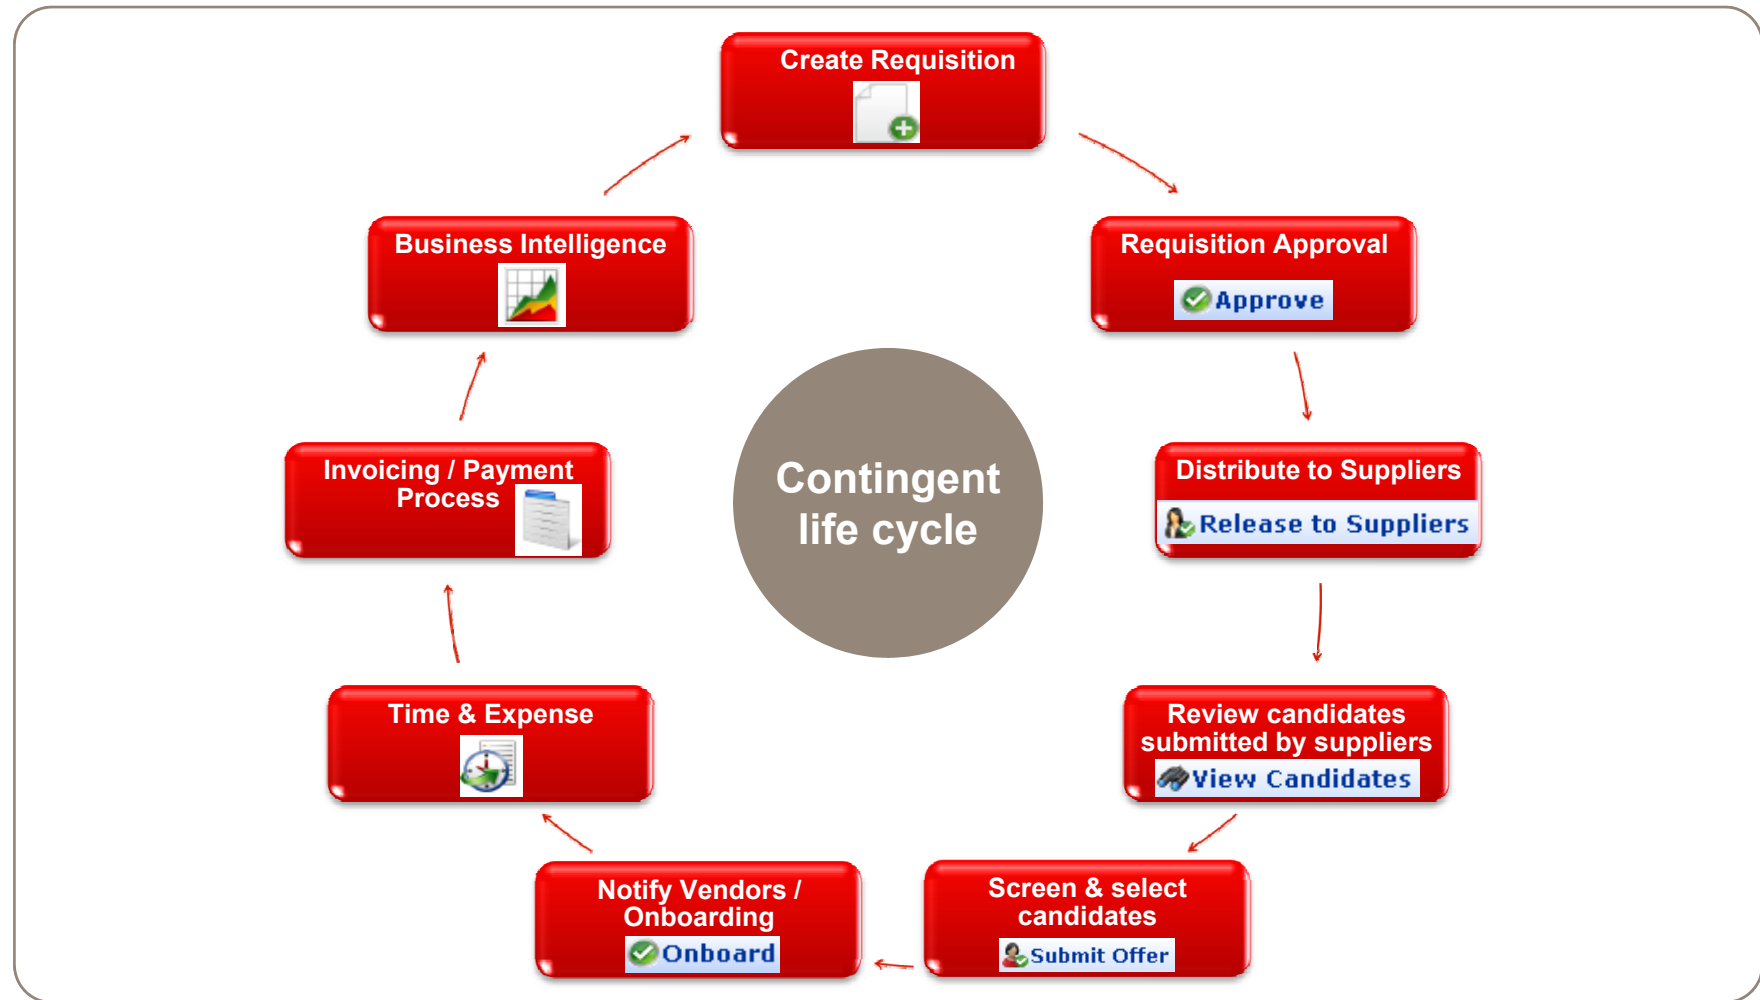 Create Requisition
Requisition Approval
Approve
Distribute to Suppliers
Release to Suppliers
Review candidates
submitted by suppliers
View Candidates
Screen & select
candidates
Submit Offer
Notify Vendors /
Onboarding
Onboard
Time & Expense
Invoicing / Payment
Process
Business Intelligence
Contingent
life cycle